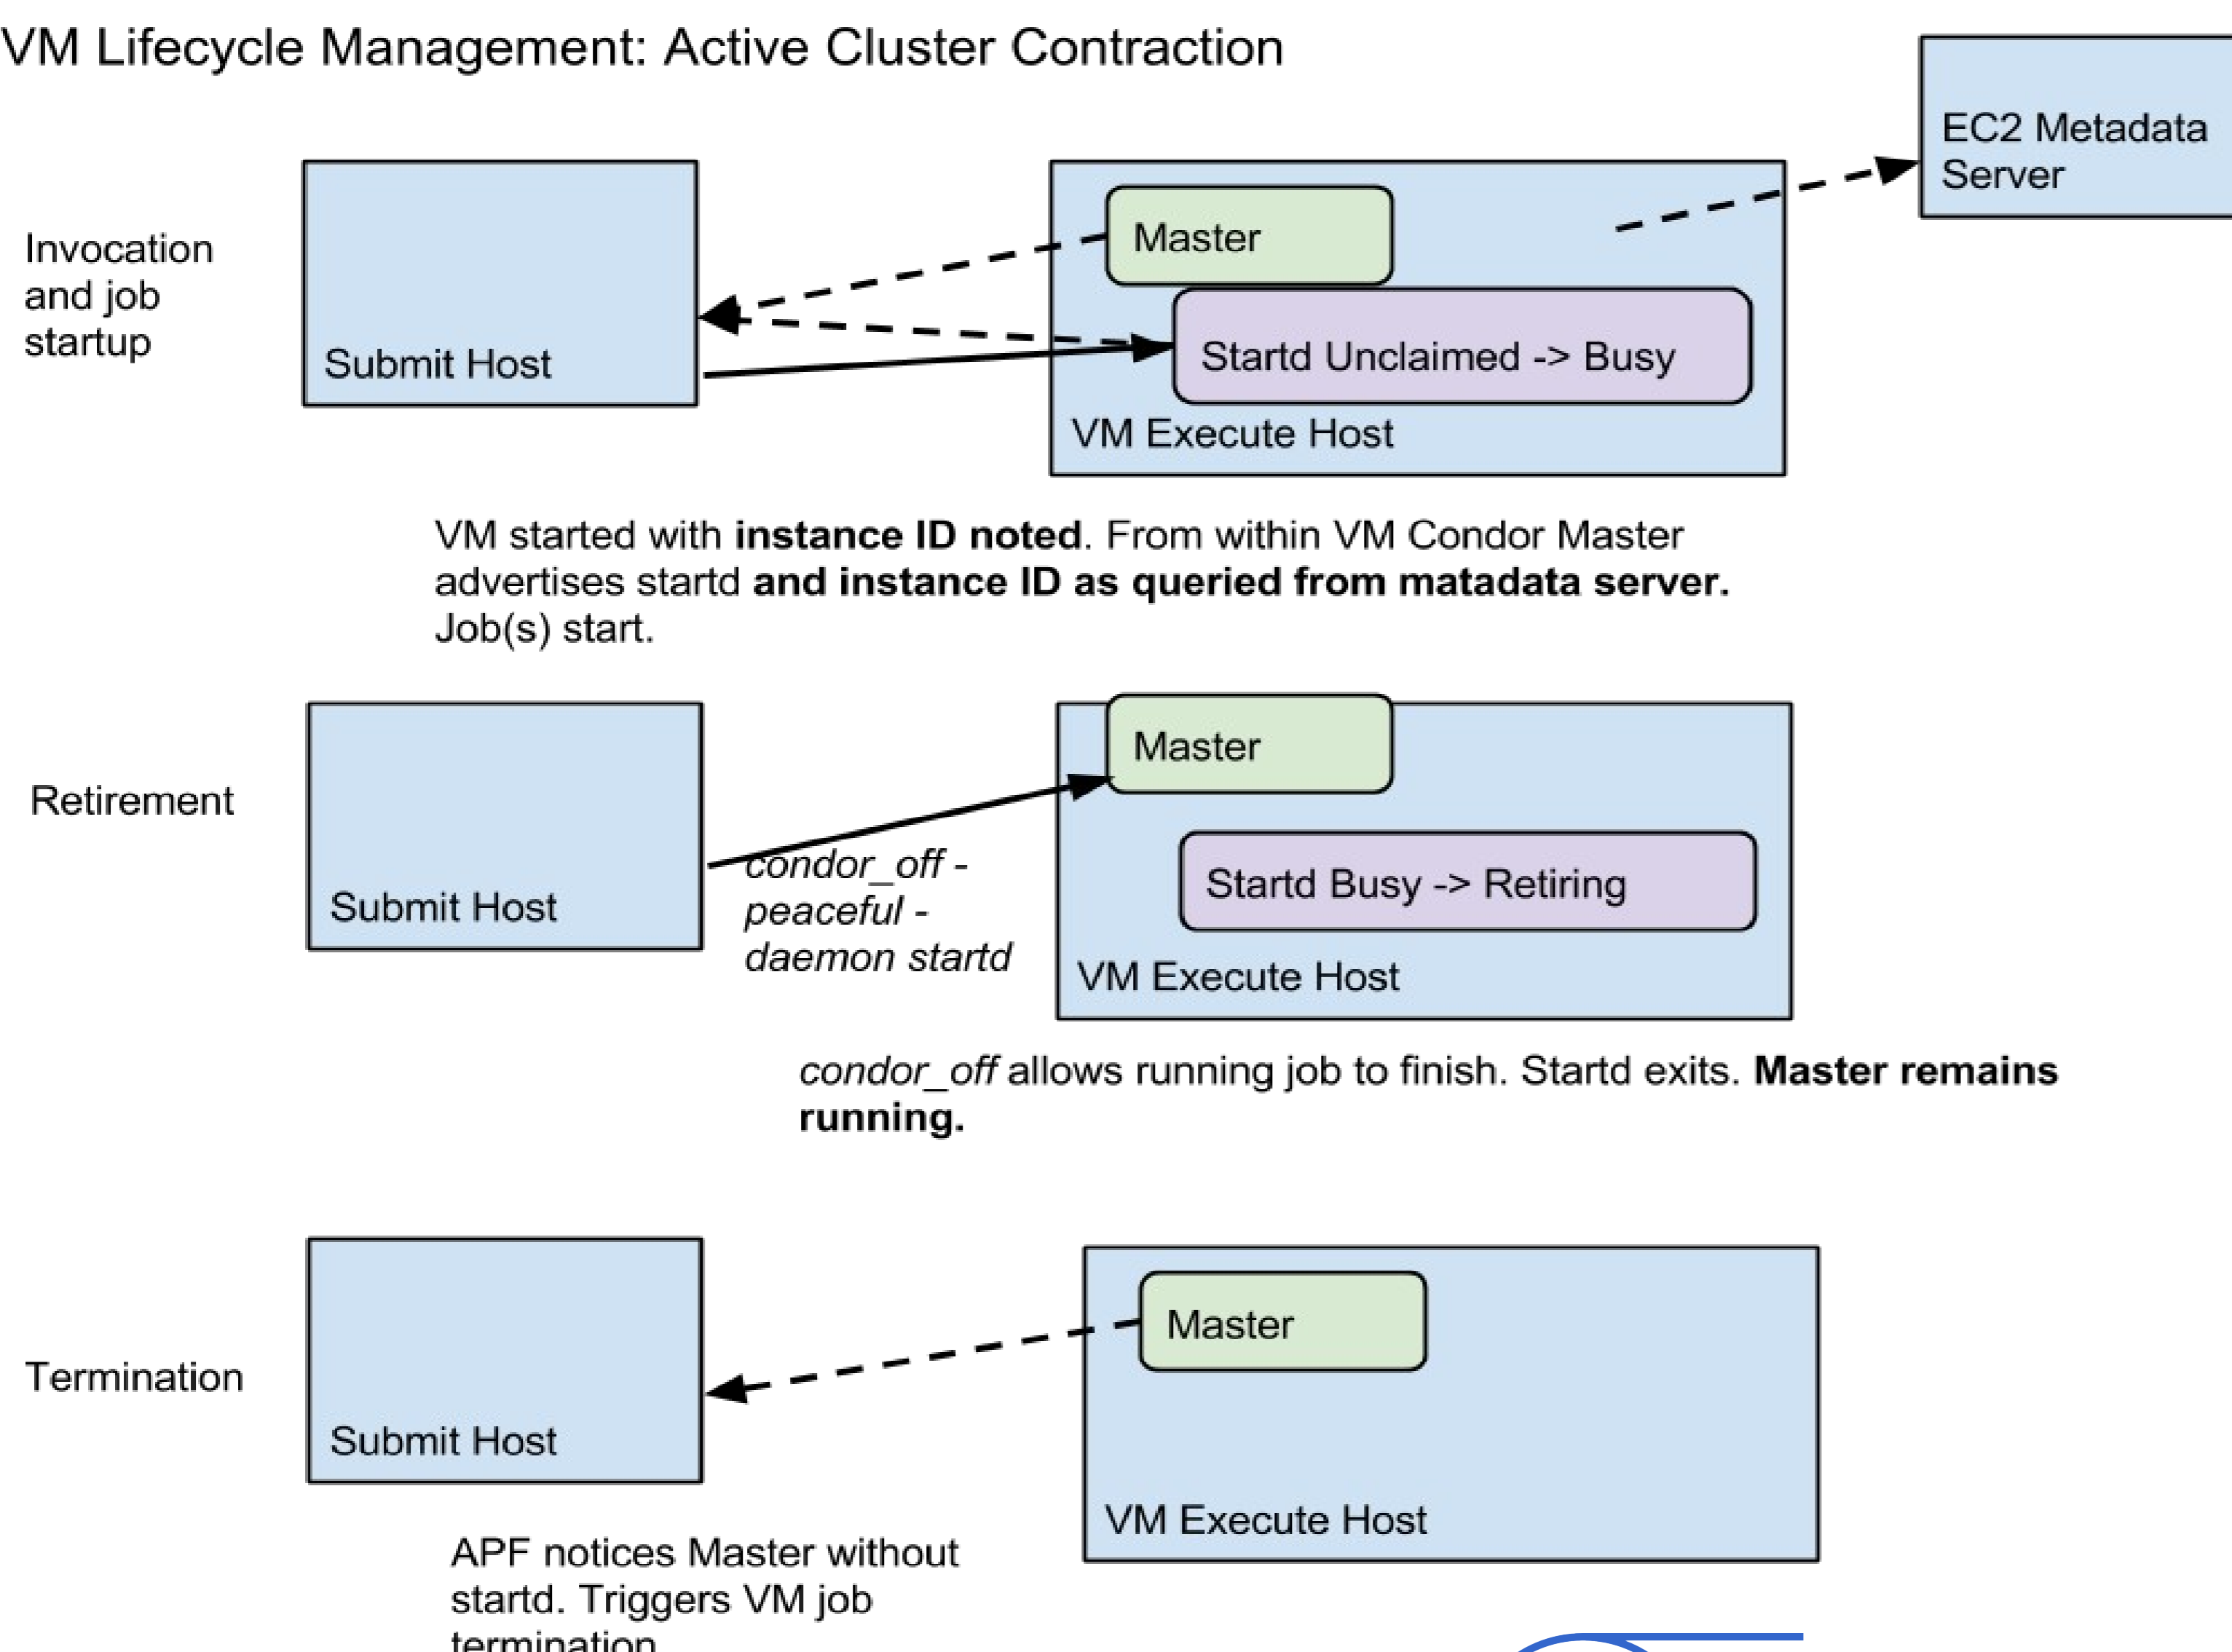 VM Lifecycle Management: Active Cluster Contraction
EC2 Metadata
Server
Invocation
and job
startup
Submit Host
Master
Startd Unclaimed -> Busy
VM Execute Host
VM started with instance ID noted. From within VM Condor Master
advertises startd and instance ID as queried from matadata server.
Job(s) start.
Retirement
Submit Host
condor_off -
peaceful -
daemon startd
Master
Startd Busy -> Retiring
VM Execute Host
condor_off allows running job to finish. Startd exits. Master remains
running.
Termination
Submit Host
Master
VM Execute Host
APF notices Master without
startd. Triggers VM job
termination